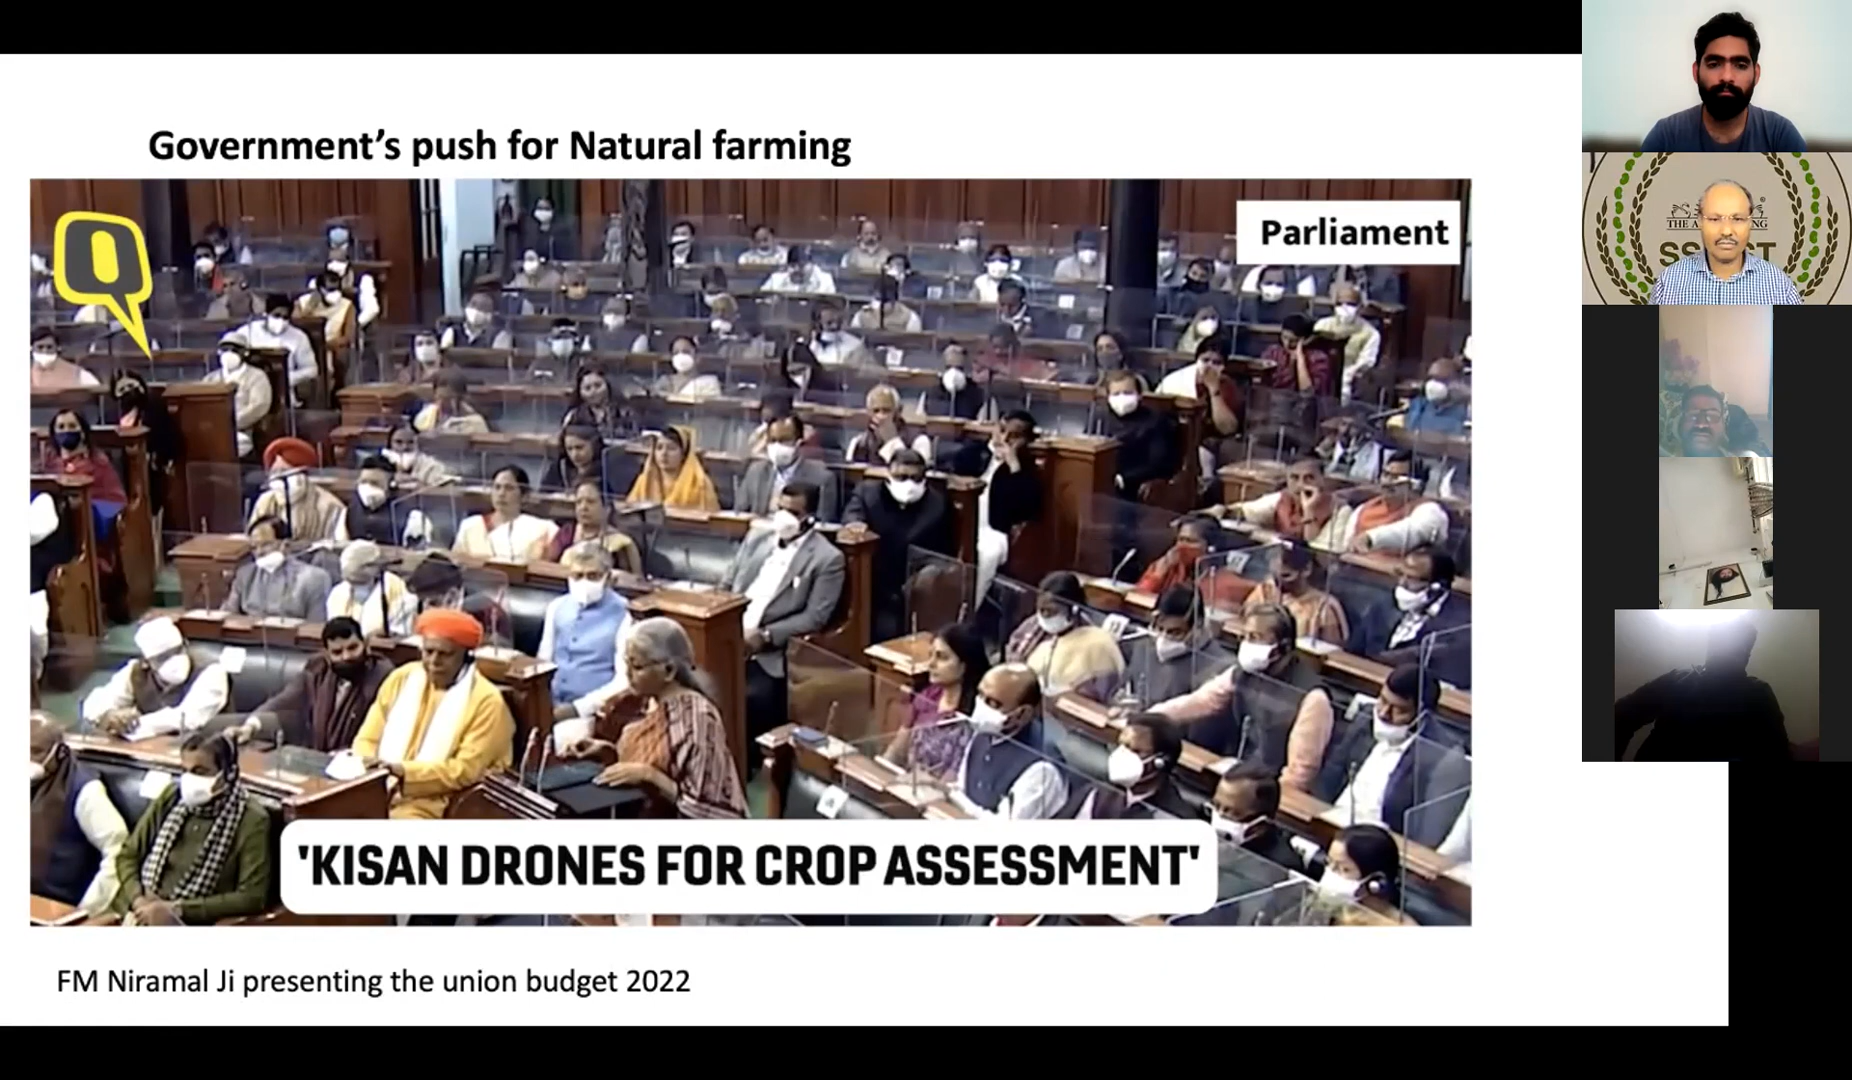 Government's push for Natural farming
Parliament
'KISAN DRONES FOR CROP ASSESSMENT'
FM Niramal Ji presenting the union budget 2022